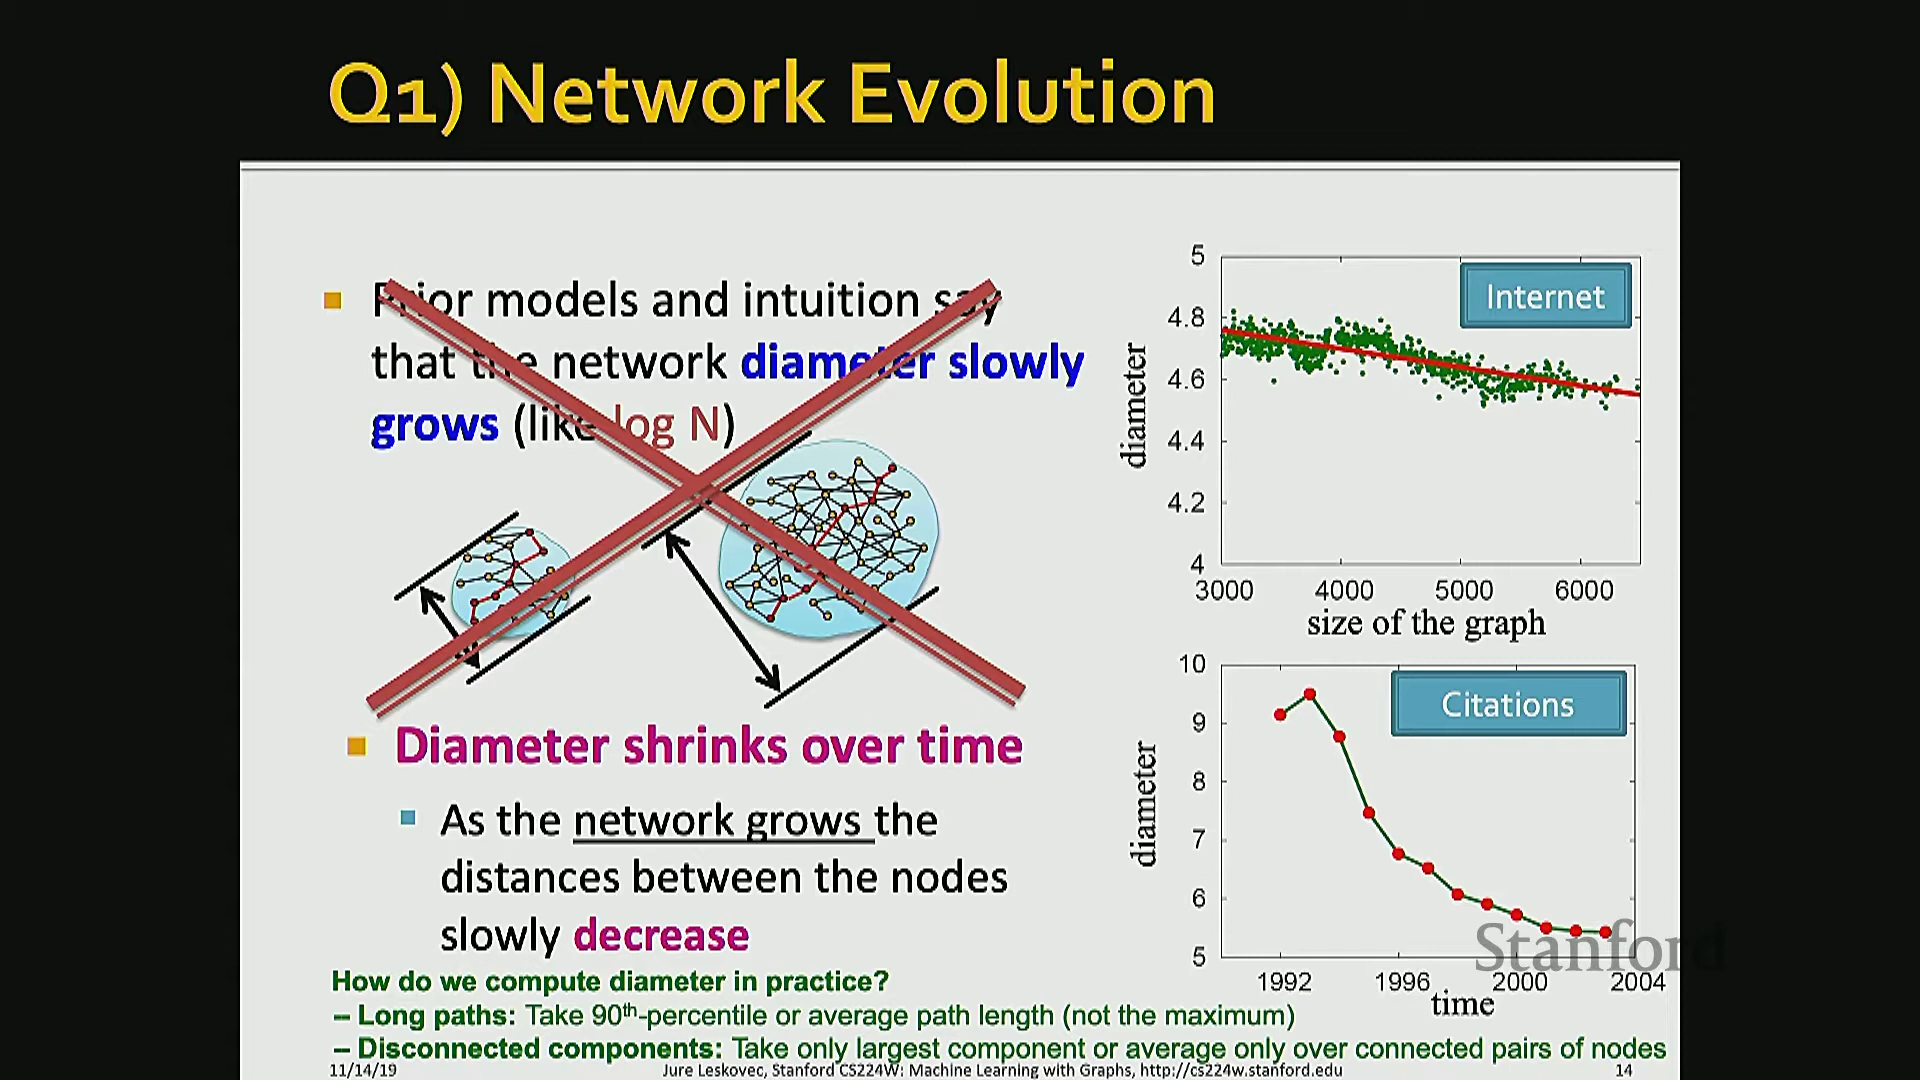 Q1) Network Evolution
Prior models and intuition say
that the network diameter slowly
grows (like log N)
Diameter shrinks over time
As the network grows the
distances between the nodes
slowly decrease
Internet
diameter
5
4.8
4.6
4.4
4.2
4
3000 4000 5000 6000
size of the graph
Citations
diameter
10
9
8
7
6
5
1992 1996 2000 2004
time
Stanford
How do we compute diameter in practice?
– Long paths: Take 90th-percentile or average path length (not the maximum)
– Disconnected components: Take only largest component or average only over connected pairs of nodes
11/14/19 Jure Leskovec, Stanford CS224W: Machine Learning with Graphs, http://cs224w.stanford.edu 14